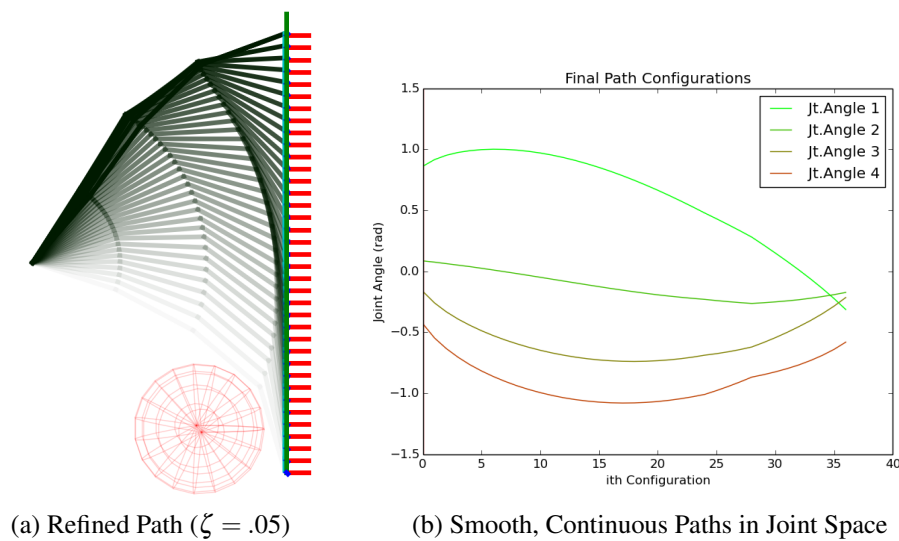 Final Path Configurations
1.5
1.0
0.5
0.0
−0.5
−1.0
−1.5
Joint Angle (rad)
Jt.Angle 1
Jt.Angle 2
Jt.Angle 3
Jt.Angle 4
0 5 10 15 20 25 30 35 40
ith Configuration
(a) Refined Path (ζ = .05)
(b) Smooth, Continuous Paths in Joint Space